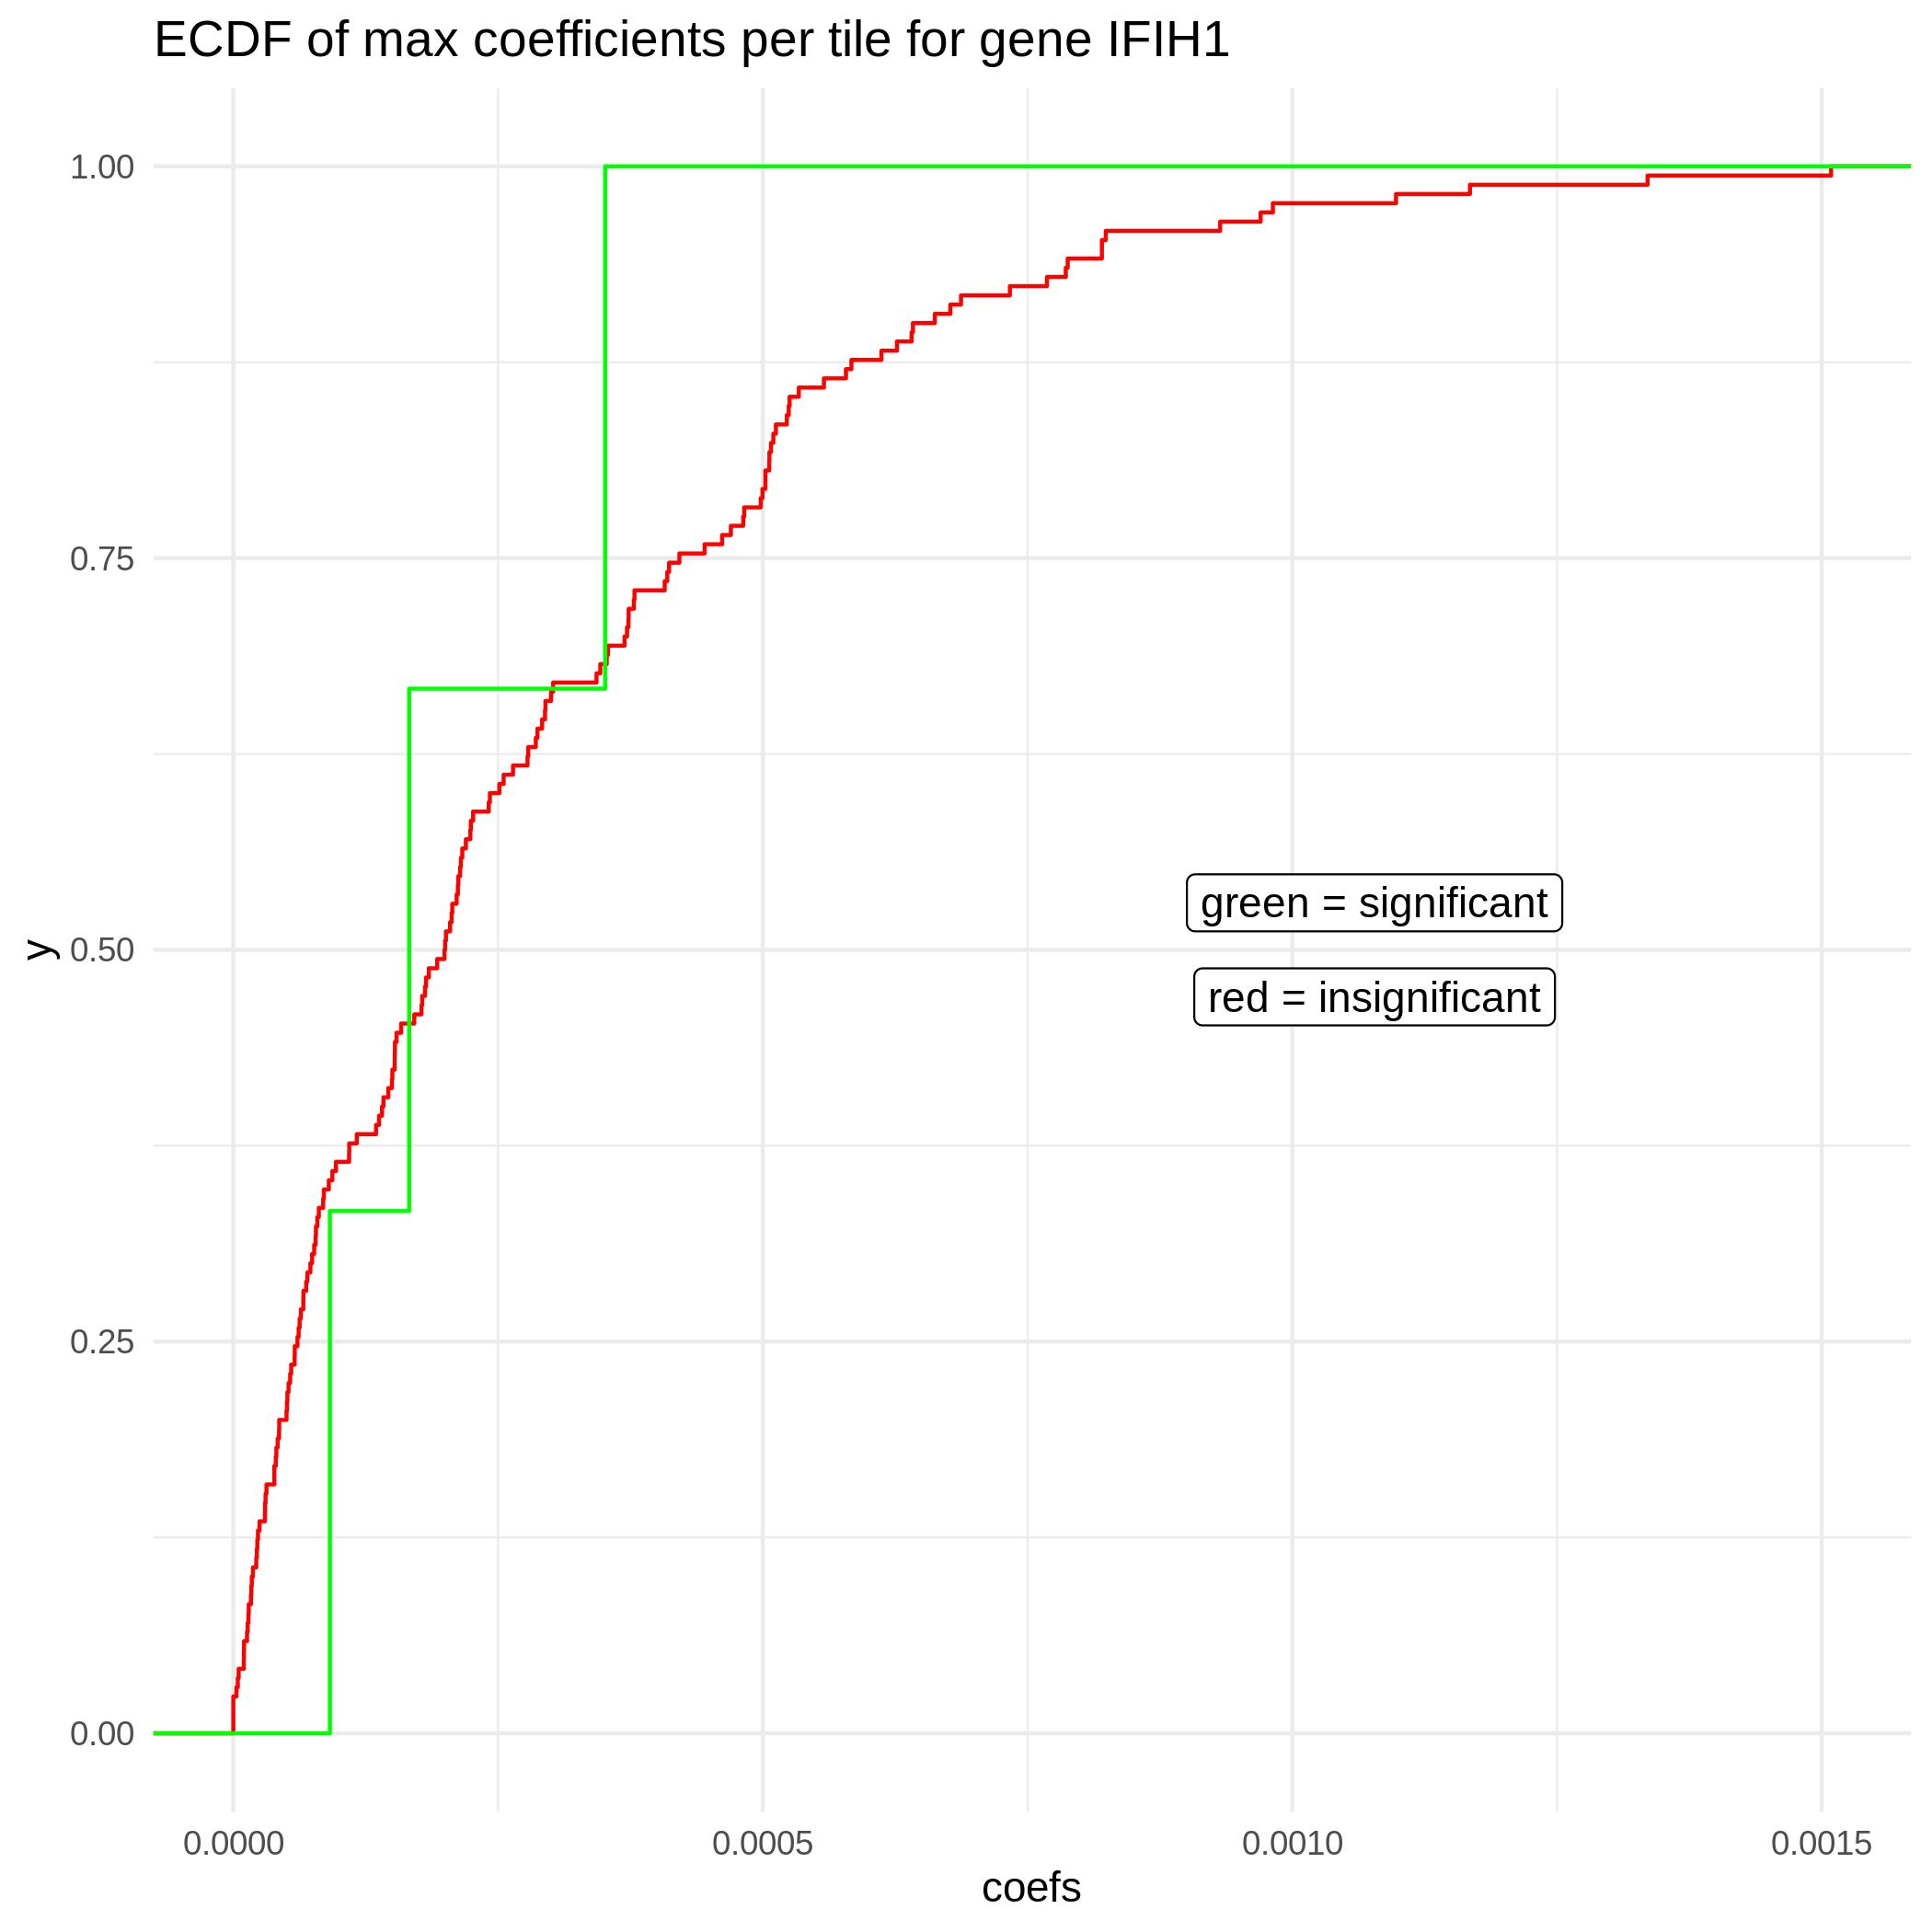 ECDF of max coefficients per tile for gene IFIH1
y
1.00
0.75
0.50
0.25
0.00
green = significant
red = insignificant
0.0000 0.0005 0.0010 0.0015
coefs